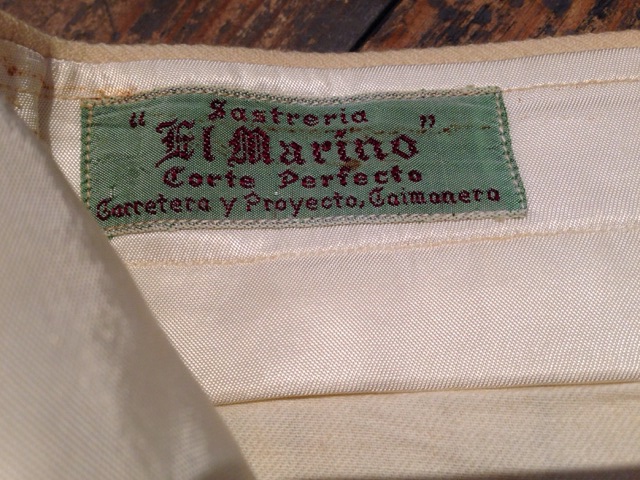 Sastreria
"El Marino"
Corte Perfecto
Carretera y Proyecto, Caimanera